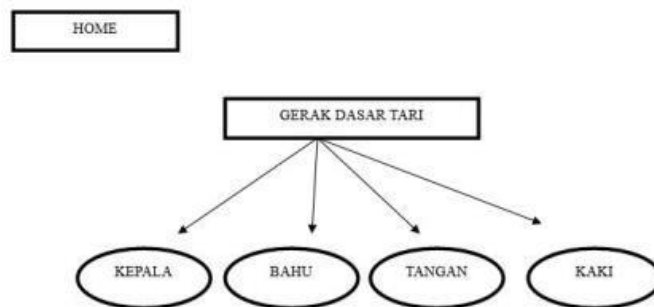 HOME
GERAK DASAR TARI
KEPALA
BAHU
TANGAN
KAKI